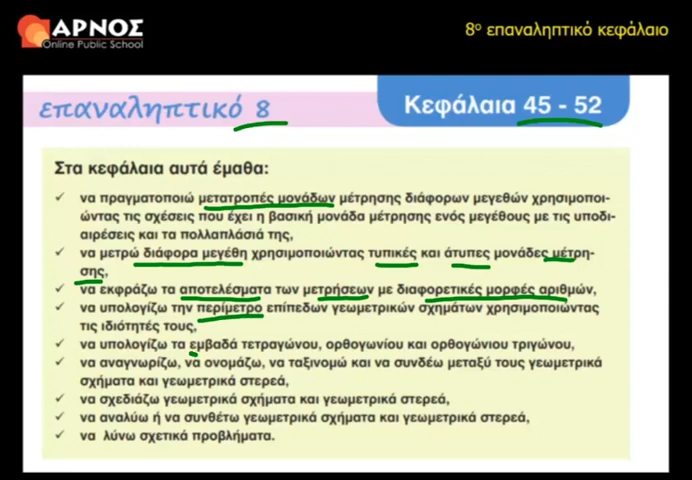 ΑΡΝΟΣ
Online Public School
8ο επαναληπτικό κεφάλαιο
επαναληπτικό 8
Κεφάλαια 45 - 52
Στα κεφάλαια αυτά έμαθα:
✓ να πραγματοποιώ μετατροπές μονάδων μέτρησης διάφορων μεγεθών χρησιμοποι-
ώντας τις σχέσεις που έχει η βασική μονάδα μέτρησης ενός μεγέθους με τις υποδι-
αιρέσεις και τα πολλαπλάσιά της,
✓ να μετρώ διάφορα μεγέθη χρησιμοποιώντας τυπικές και άτυπες μονάδες μέτρη-
σης,
✓ να εκφράζω τα αποτελέσματα των μετρήσεων με διαφορετικές μορφές αριθμών,
✓ να υπολογίζω την περίμετρο επίπεδων γεωμετρικών σχημάτων χρησιμοποιώντας
τις ιδιότητές τους,
✓ να υπολογίζω τα εμβαδά τετραγώνου, ορθογωνίου και ορθογώνιου τριγώνου,
✓ να αναγνωρίζω, να ονομάζω, να ταξινομώ και να συνδέω μεταξύ τους γεωμετρικά
σχήματα και γεωμετρικά στερεά,
✓ να σχεδιάζω γεωμετρικά σχήματα και γεωμετρικά στερεά,
✓ να αναλύω ή να συνθέτω γεωμετρικά σχήματα και γεωμετρικά στερεά,
✓ να λύνω σχετικά προβλήματα.